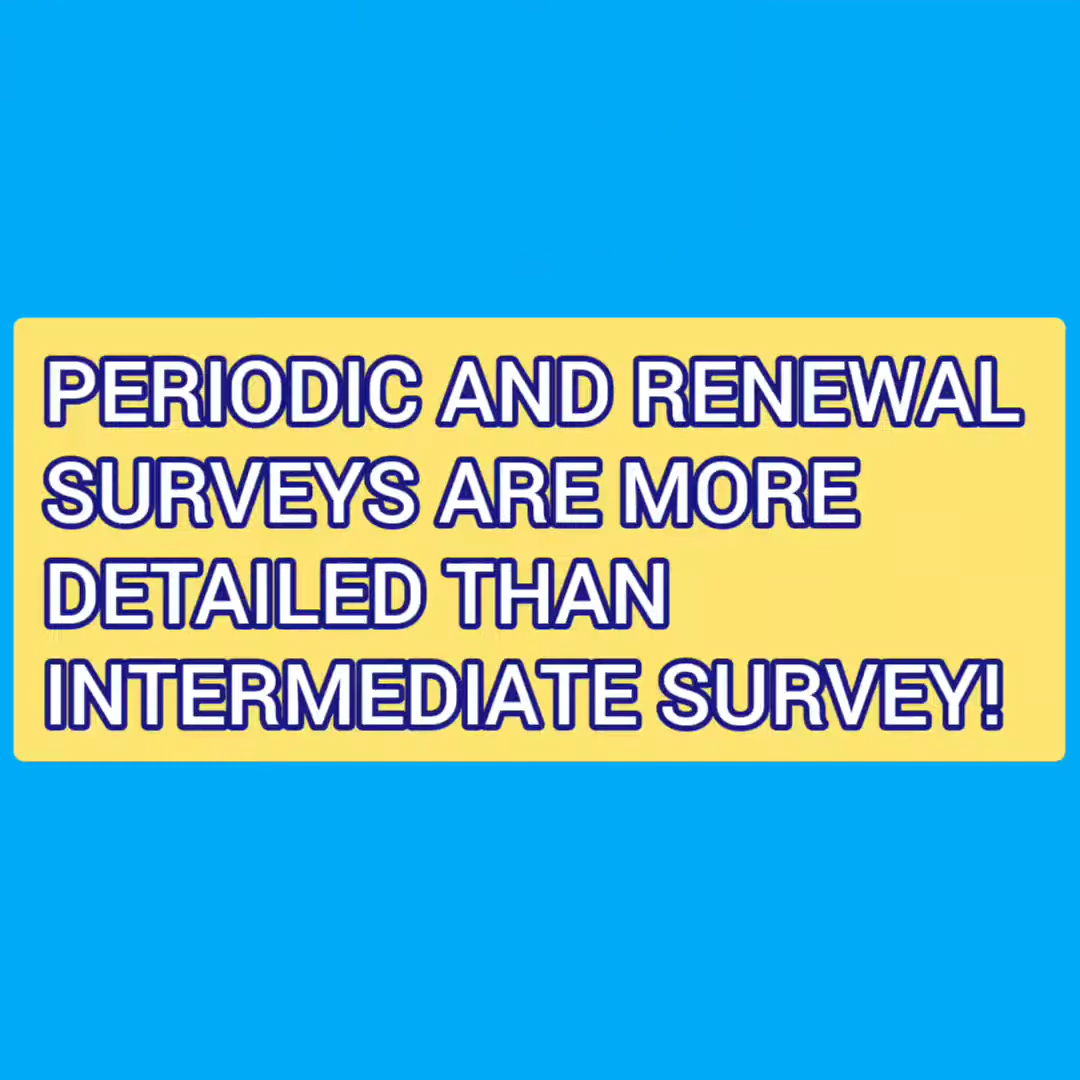 PERIODIC AND RENEWAL
SURVEYS ARE MORE
DETAILED THAN
INTERMEDIATE SURVEY!